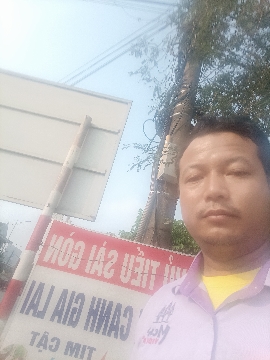 HỦ TIẾU SÀI GÒN
CANH GIA LAI
TIM CẬT